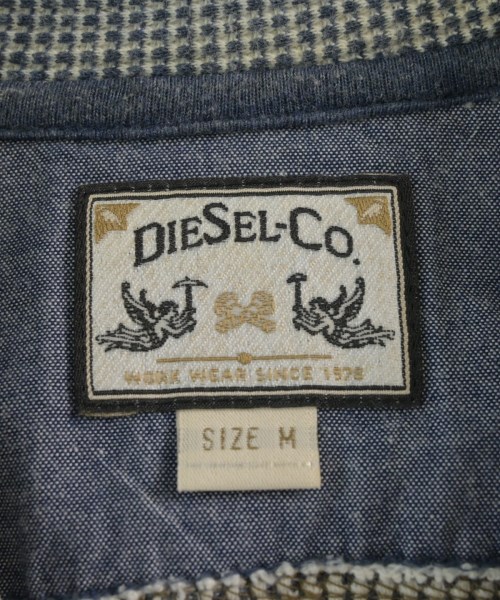 DIESEL-CO.
WORK WEAR SINCE 1978
SIZE M